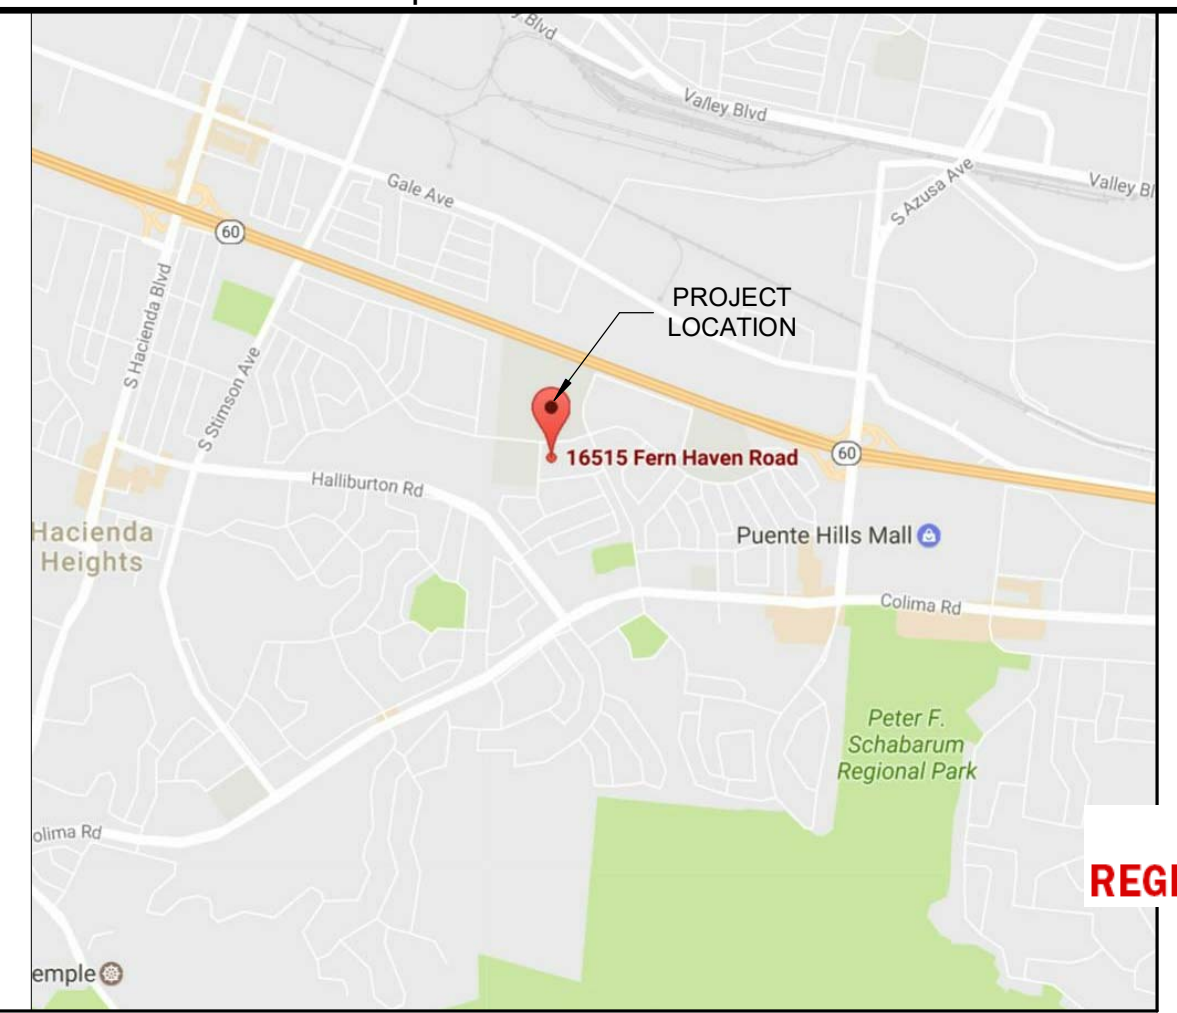 Valley Blvd
Valley Bl
y Blvd
Gale Ave
S Azusa Ave
60
S Hacienda Blvd
S Stimson Ave
PROJECT
LOCATION
16515 Fern Haven Road
60
Halliburton Rd
Hacienda
Heights
Puente Hills Mall
Colima Rd
Peter F.
Schabarum
Regional Park
olima Rd
REGI
emple